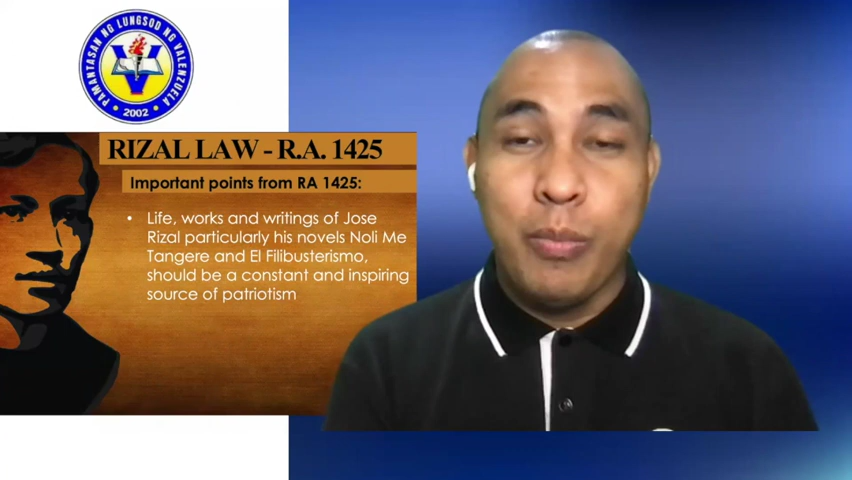 PAMANTASAN NG LUNGSOD NG VALENZUELA
V
2002
RIZAL LAW - R.A. 1425
Important points from RA 1425:
• Life, works and writings of Jose
Rizal particularly his novels Noli Me
Tangere and El Filibusterismo,
should be a constant and inspiring
source of patriotism